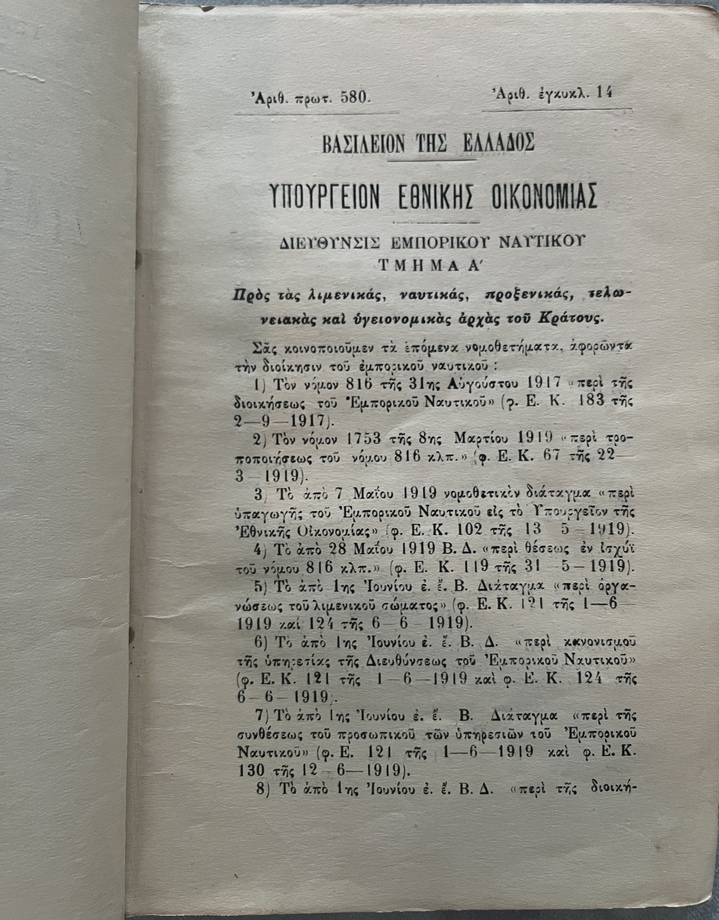 Ἀριθ. πρωτ. 580.
Ἀριθ. ἐγκυκλ. 14
ΒΑΣΙΛΕΙΟΝ ΤΗΣ ΕΛΛΑΔΟΣ
ΥΠΟΥΡΓΕΙΟΝ ΕΘΝΙΚΗΣ ΟΙΚΟΝΟΜΙΑΣ
ΔΙΕΥΘΥΝΣΙΣ ΕΜΠΟΡΙΚΟΥ ΝΑΥΤΙΚΟΥ
ΤΜΗΜΑ Α′
Πρὸς τὰς λιμενικάς, ναυτικάς, προξενικάς, τελω-
νειακὰς καὶ ὑγειονομικὰς ἀρχὰς τοῦ Κράτους.
Σᾶς κοινοποιοῦμεν τὰ ἑπόμενα νομοθετήματα, ἀφορῶντα
τὴν διοίκησιν τοῦ ἐμπορικοῦ ναυτικοῦ :
1) Τὸν νόμον 816 τῆς 31ης Αὐγούστου 1917 «περὶ τῆς
διοικήσεως τοῦ Ἐμπορικοῦ Ναυτικοῦ» (φ. Ε. Κ. 183 τῆς
2—9—1917).
2) Τὸν νόμον 1753 τῆς 8ης Μαρτίου 1919 «περὶ τρο-
ποποιήσεως τοῦ νόμου 816 κλπ.» (φ. Ε. Κ. 67 τῆς 22—
3—1919).
3) Τὸ ἀπὸ 7 Μαΐου 1919 νομοθετικὸν διάταγμα «περὶ
ὑπαγωγῆς τοῦ Ἐμπορικοῦ Ναυτικοῦ εἰς τὸ Ὑπουργεῖον τῆς
Ἐθνικῆς Οἰκονομίας» (φ. Ε. Κ. 102 τῆς 13—5—1919).
4) Τὸ ἀπὸ 28 Μαΐου 1919 Β. Δ. «περὶ θέσεως ἐν ἰσχύϊ
τοῦ νόμου 816 κλπ.» (φ. Ε. Κ. 119 τῆς 31—5—1919).
5) Τὸ ἀπὸ 1ης Ἰουνίου ἐ. ἔ. Β. Διάταγμα «περὶ ὀργα-
νώσεως τοῦ λιμενικοῦ σώματος» (φ. Ε. Κ. 121 τῆς 1—6—
1919 καὶ 124 τῆς 6—6—1919).
6) Τὸ ἀπὸ 1ης Ἰουνίου ἐ. ἔ. Β. Δ. «περὶ κανονισμοῦ
τῆς ὑπηρεσίας τῆς Διευθύνσεως τοῦ Ἐμπορικοῦ Ναυτικοῦ»
(φ. Ε. Κ. 121 τῆς 1—6—1919 καὶ φ. Ε. Κ. 124 τῆς
6—6—1919).
7) Τὸ ἀπὸ 1ης Ἰουνίου ἐ. ἔ. Β. Διάταγμα «περὶ τῆς
συνθέσεως τοῦ προσωπικοῦ τῶν ὑπηρεσιῶν τοῦ Ἐμπορικοῦ
Ναυτικοῦ» (φ. Ε. 121 τῆς 1—6—1919 καὶ φ. Ε. Κ.
130 τῆς 12—6—1919).
8) Τὸ ἀπὸ 1ης Ἰουνίου ἐ. ἔ. Β. Δ. «περὶ τῆς διοική-